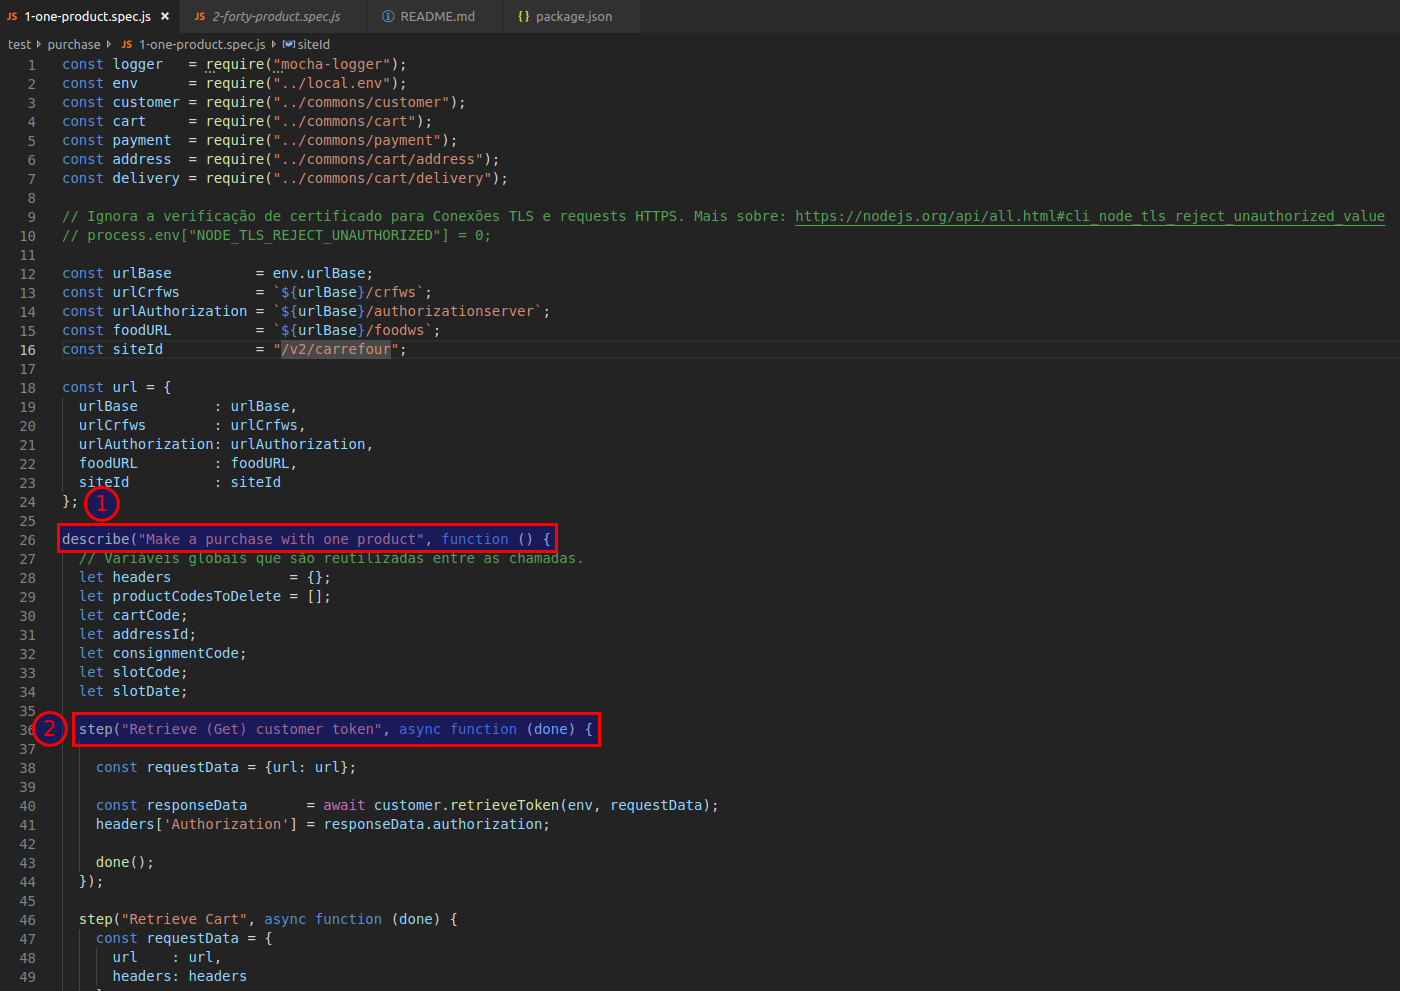 JS 1-one-product.spec.js ×
JS 2-forty-product.spec.js
README.md
{} package.json
test purchase JS 1-one-product.spec.js siteId
1 const logger   = require("mocha-logger");
2 const env      = require("../local.env");
3 const customer = require("../commons/customer");
4 const cart     = require("../commons/cart");
5 const payment  = require("../commons/payment");
6 const address  = require("../commons/cart/address");
7 const delivery = require("../commons/cart/delivery");
8
9 // Ignora a verificação de certificado para Conexões TLS e requests HTTPS. Mais sobre: https://nodejs.org/api/all.html#cli_node_tls_reject_unauthorized_value
10 // process.env["NODE_TLS_REJECT_UNAUTHORIZED"] = 0;
11
12 const urlBase          = env.urlBase;
13 const urlCrfws         = `${urlBase}/crfws`;
14 const urlAuthorization = `${urlBase}/authorizationserver`;
15 const foodURL          = `${urlBase}/foodws`;
16 const siteId           = "/v2/carrefour";
17
18 const url = {
19   urlBase         : urlBase,
20   urlCrfws        : urlCrfws,
21   urlAuthorization: urlAuthorization,
22   foodURL         : foodURL,
23   siteId          : siteId
24 }; 1
25
26 describe("Make a purchase with one product", function () {
27   // Variáveis globais que são reutilizadas entre as chamadas.
28   let headers              = {};
29   let productCodesToDelete = [];
30   let cartCode;
31   let addressId;
32   let consignmentCode;
33   let slotCode;
34   let slotDate;
35
36 2 step("Retrieve (Get) customer token", async function (done) {
37
38     const requestData = {url: url};
39
40     const responseData       = await customer.retrieveToken(env, requestData);
41     headers['Authorization'] = responseData.authorization;
42
43     done();
44   });
45
46   step("Retrieve Cart", async function (done) {
47     const requestData = {
48       url    : url,
49       headers: headers